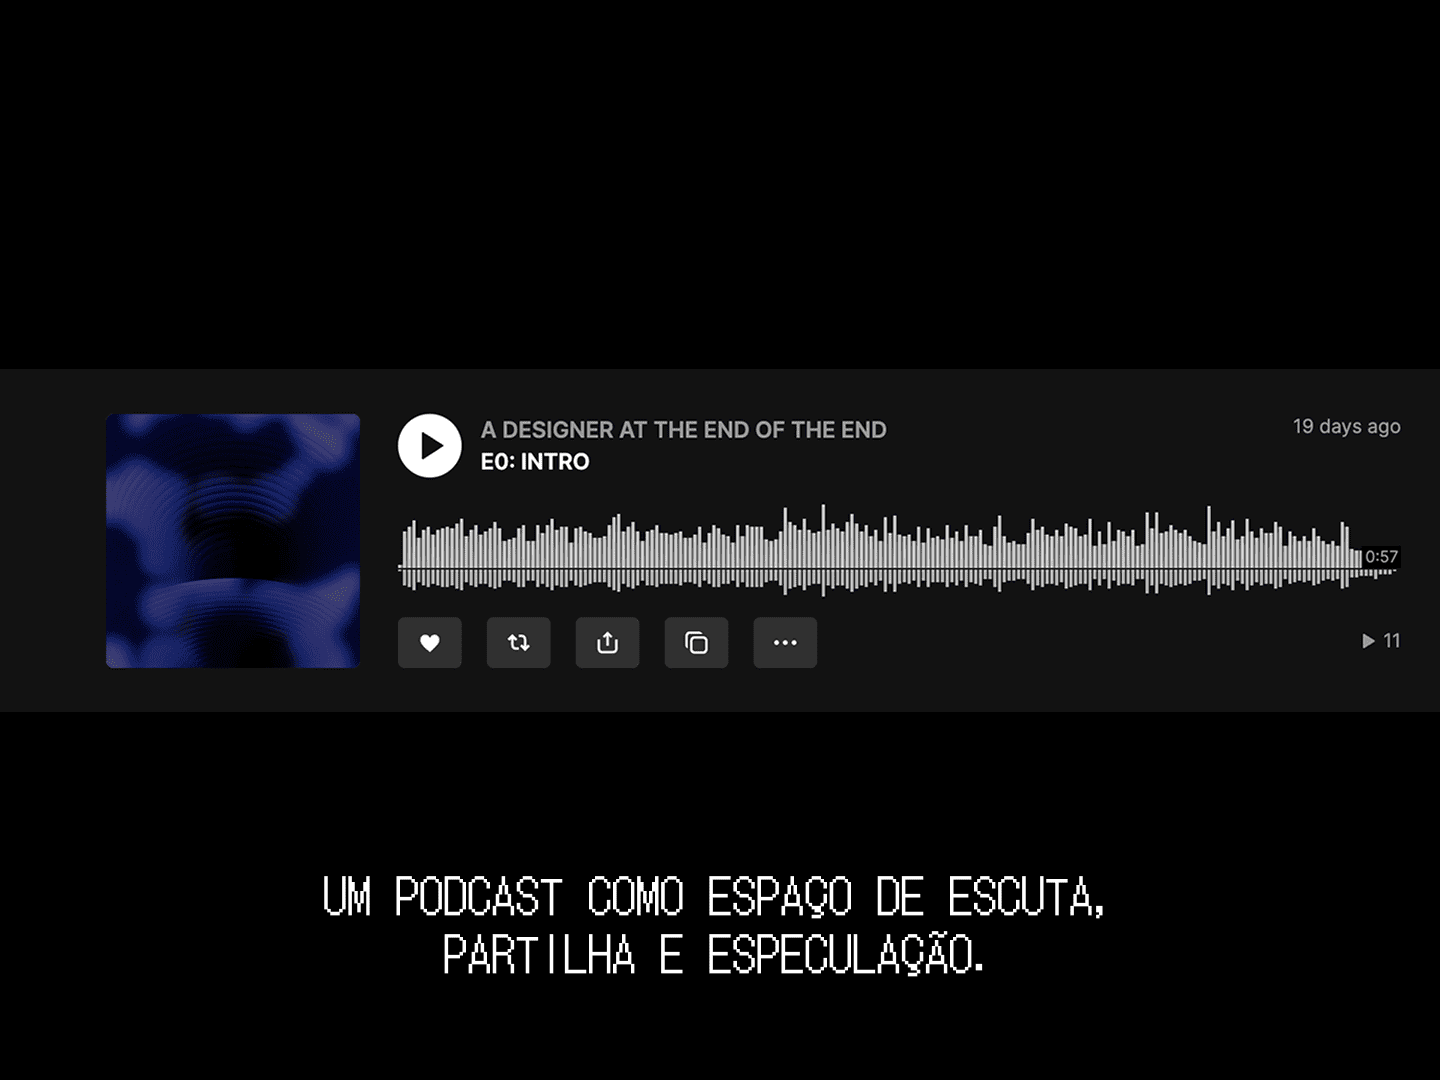 A DESIGNER AT THE END OF THE END
19 days ago
E0: INTRO
0:57
11
UM PODCAST COMO ESPAÇO DE ESCUTA,
PARTILHA E ESPECULAÇÃO.